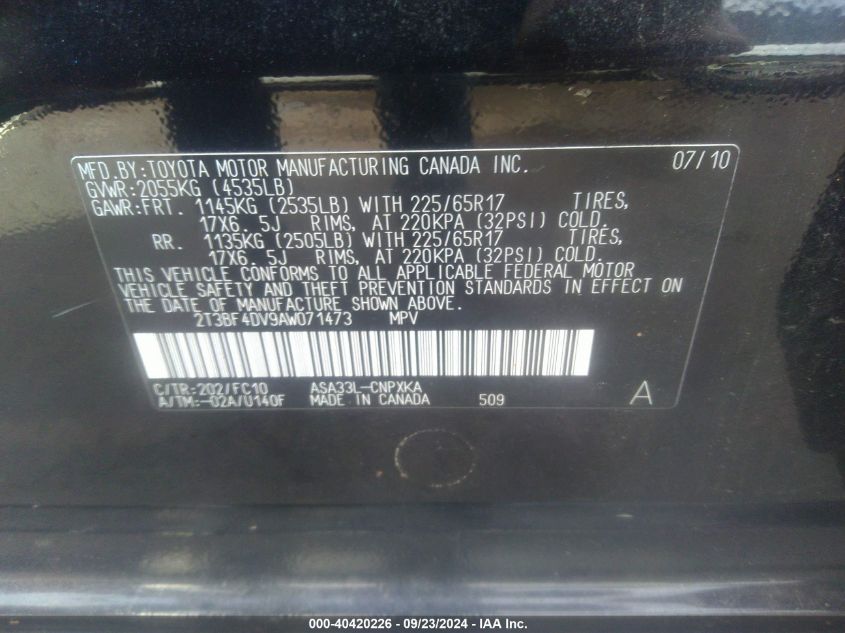 MFD.BY:TOYOTA MOTOR MANUFACTURING CANADA INC. 07/10
GVWR:2055KG (4535LB)
GAWR:FRT. 1145KG (2535LB) WITH 225/65R17 TIRES,
17X6. 5J RIMS, AT 220KPA (32PSI) COLD.
RR. 1135KG (2505LB) WITH 225/65R17 TIRES,
17X6. 5J RIMS, AT 220KPA (32PSI) COLD.
THIS VEHICLE CONFORMS TO ALL APPLICABLE FEDERAL MOTOR
VEHICLE SAFETY AND THEFT PREVENTION STANDARDS IN EFFECT ON
THE DATE OF MANUFACTURE SHOWN ABOVE.
2T3BF4DV9AW071473 MPV
C/TR:202/FC10 ASA33L-CNPXKA
A/TM:-02A/U140F MADE IN CANADA 509 A
000-40420226 - 09/23/2024 - IAA Inc.